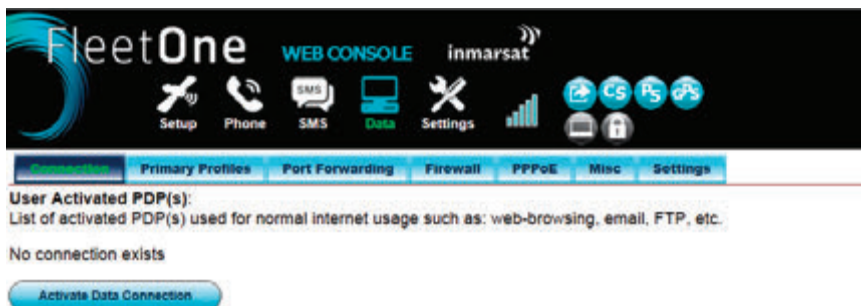 FleetOne WEB CONSOLE inmarsat
SMS
CS PS GPS
Setup Phone SMS Data Settings
Connection Primary Profiles Port Forwarding Firewall PPPoE Misc Settings
User Activated PDP(s):
List of activated PDP(s) used for normal internet usage such as: web-browsing, email, FTP, etc.
No connection exists
Activate Data Connection